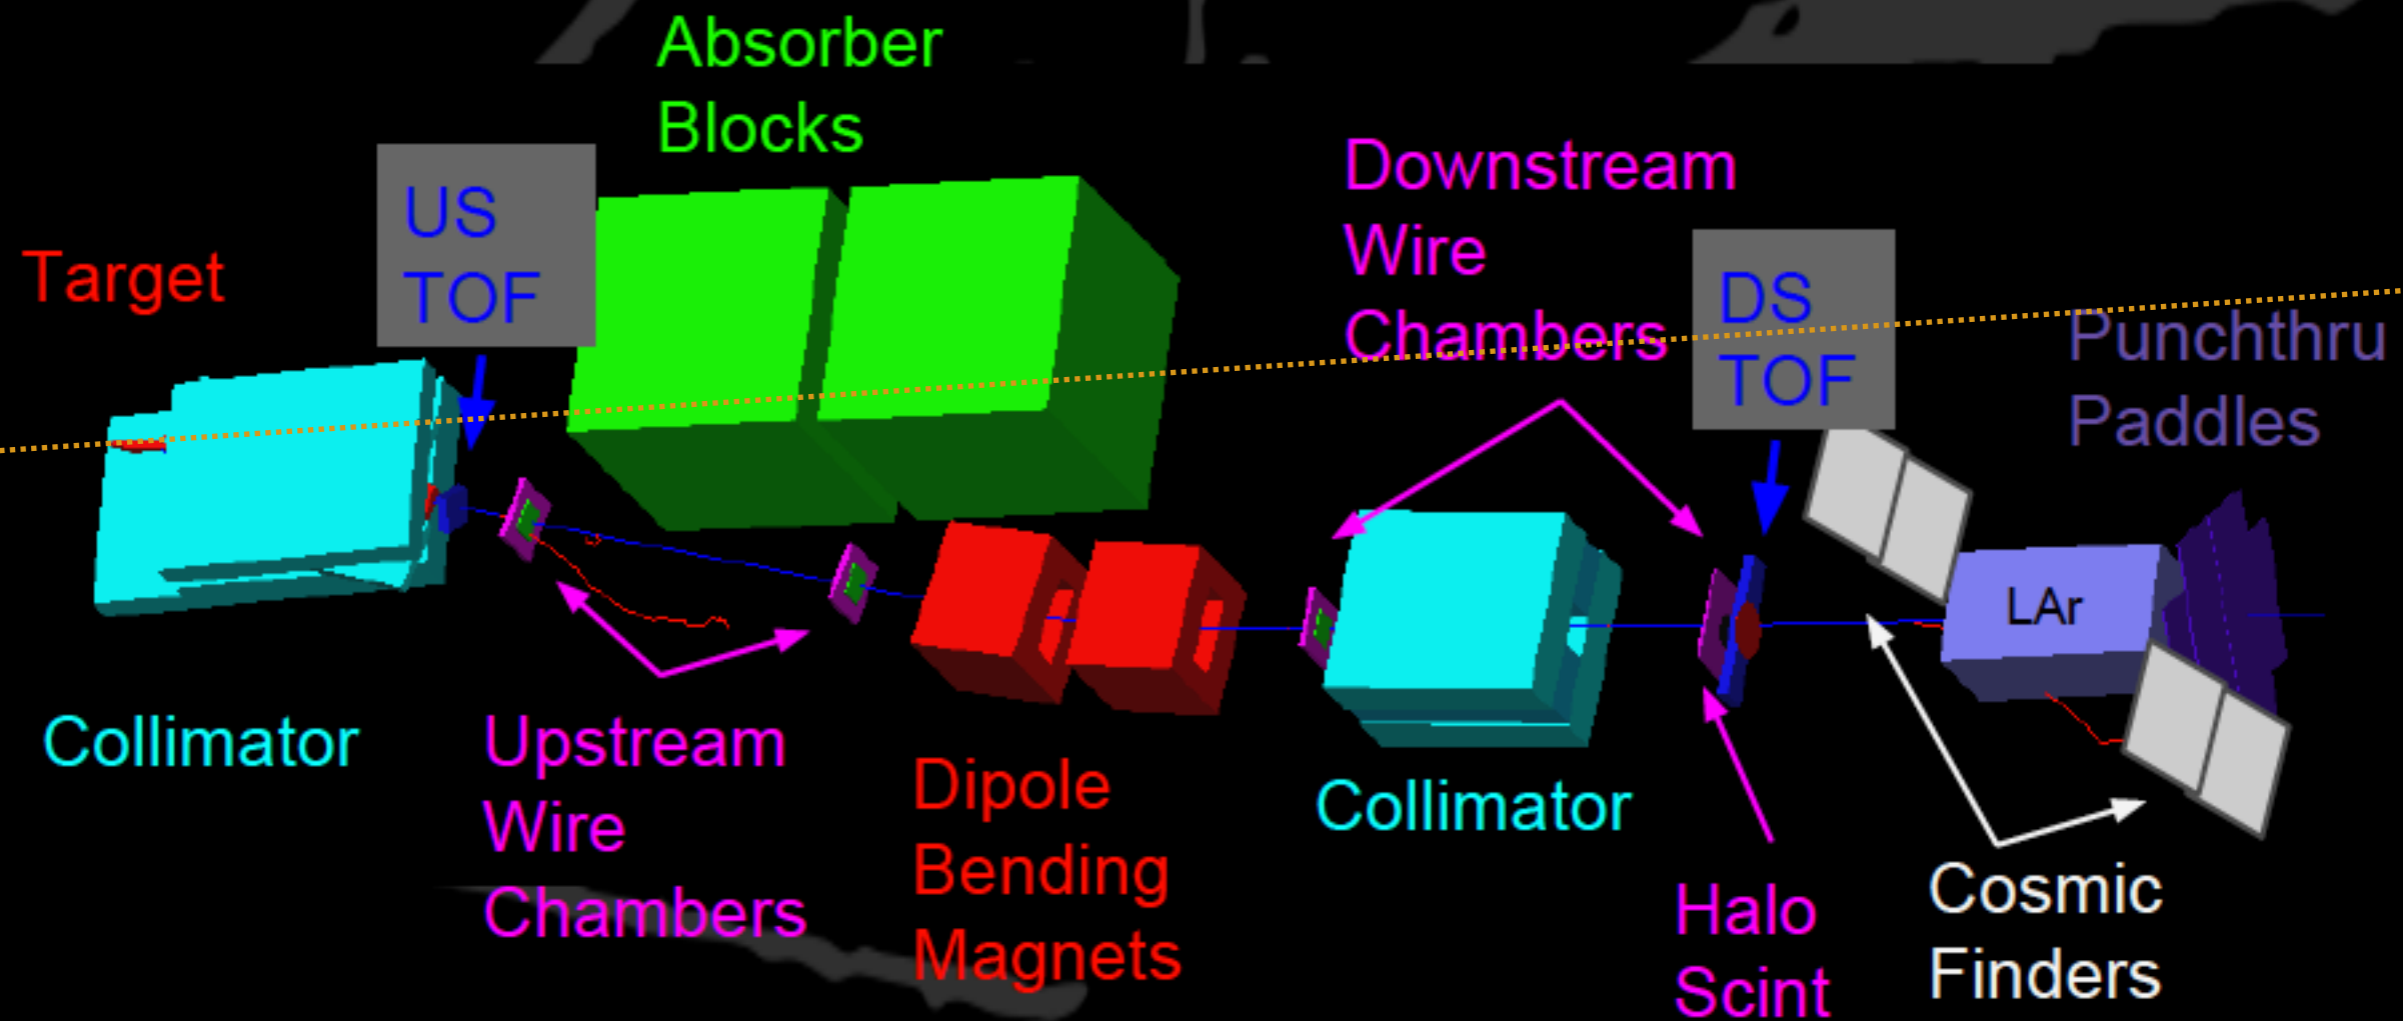 Absorber
Blocks
US
TOF
Target
Downstream
Wire
Chambers
DS
TOF
Punchthru
Paddles
LAr
Collimator
Upstream
Wire
Chambers
Dipole
Bending
Magnets
Collimator
Halo
Scint
Cosmic
Finders